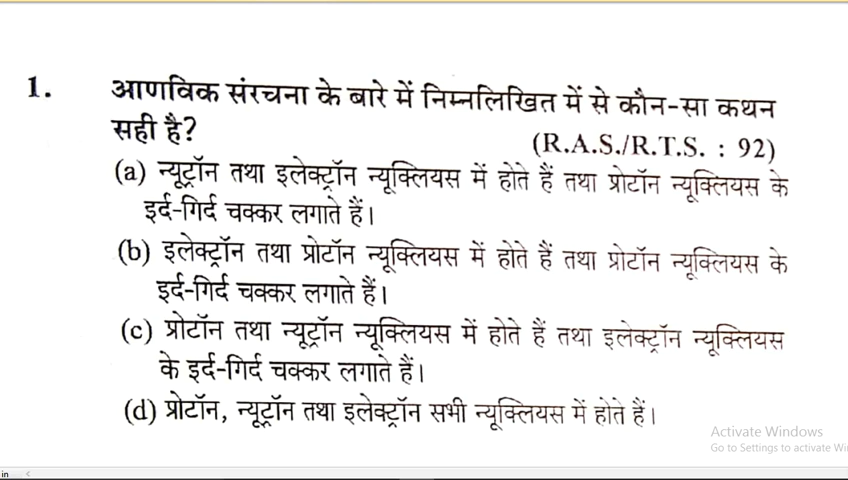 1. आणविक संरचना के बारे में निम्नलिखित में से कौन-सा कथन
सही है? (R.A.S./R.T.S. : 92)
(a) न्यूट्रॉन तथा इलेक्ट्रॉन न्यूक्लियस में होते हैं तथा प्रोटॉन न्यूक्लियस के
इर्द-गिर्द चक्कर लगाते हैं।
(b) इलेक्ट्रॉन तथा प्रोटॉन न्यूक्लियस में होते हैं तथा प्रोटॉन न्यूक्लियस के
इर्द-गिर्द चक्कर लगाते हैं।
(c) प्रोटॉन तथा न्यूट्रॉन न्यूक्लियस में होते हैं तथा इलेक्ट्रॉन न्यूक्लियस
के इर्द-गिर्द चक्कर लगाते हैं।
(d) प्रोटॉन, न्यूट्रॉन तथा इलेक्ट्रॉन सभी न्यूक्लियस में होते हैं।
Activate Windows
Go to Settings to activate Wi
in